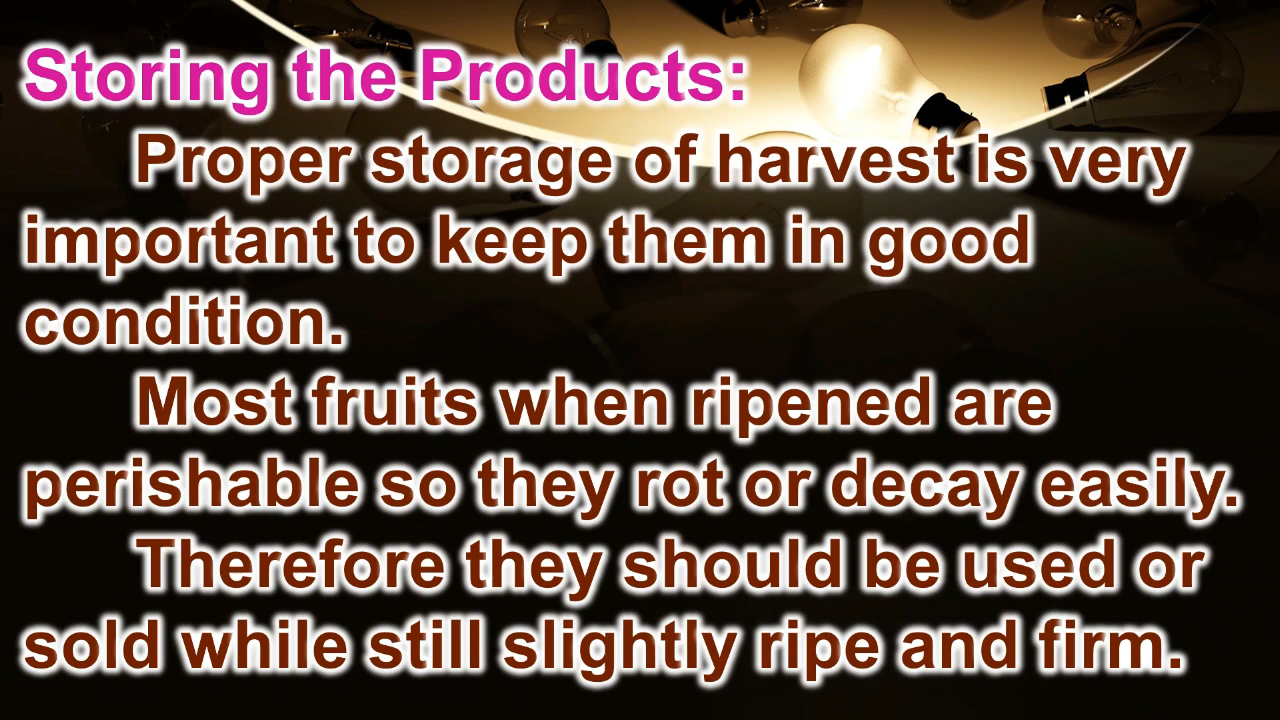 Storing the Products:
Proper storage of harvest is very
important to keep them in good
condition.
Most fruits when ripened are
perishable so they rot or decay easily.
Therefore they should be used or
sold while still slightly ripe and firm.